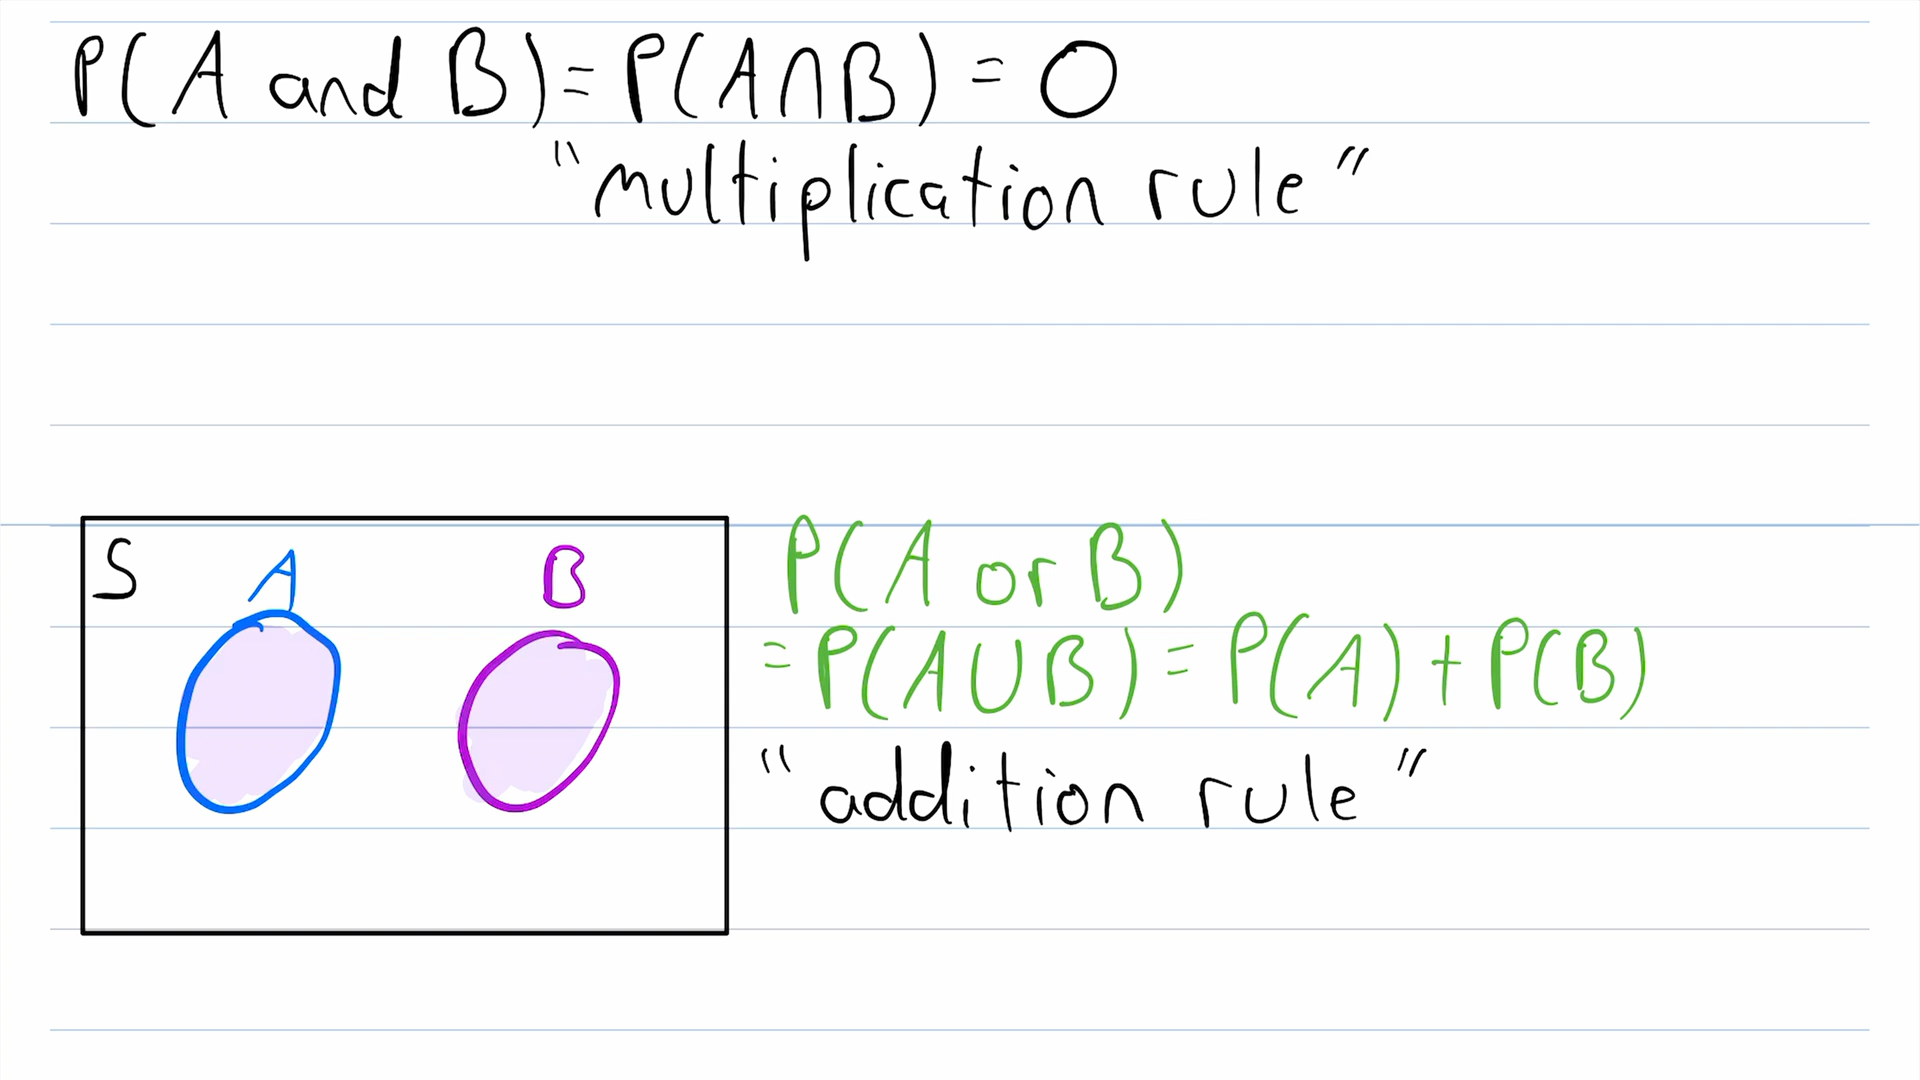 P(A and B) = P(A∩B) = 0
"multiplication rule"
S
A
B
P(A or B)
= P(A∪B) = P(A) + P(B)
"addition rule"